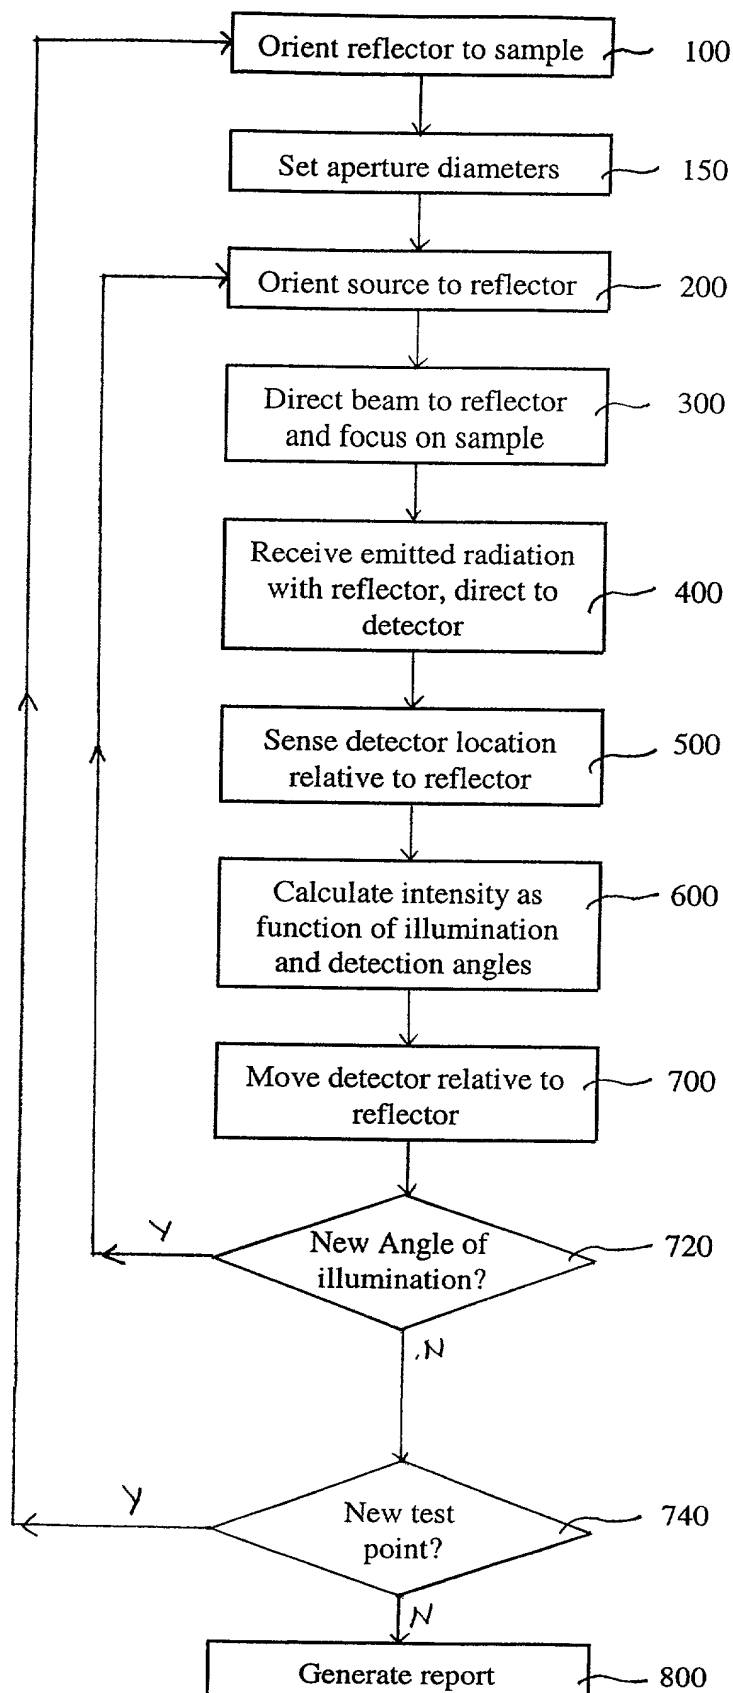 Orient reflector to sample 100
Set aperture diameters 150
Orient source to reflector 200
Direct beam to reflector 300
and focus on sample
Receive emitted radiation
with reflector, direct to 400
detector
Sense detector location 500
relative to reflector
Calculate intensity as 600
function of illumination
and detection angles
Move detector relative to 700
reflector
Y
New Angle of 720
illumination?
N
Y
New test 740
point?
N
Generate report 800